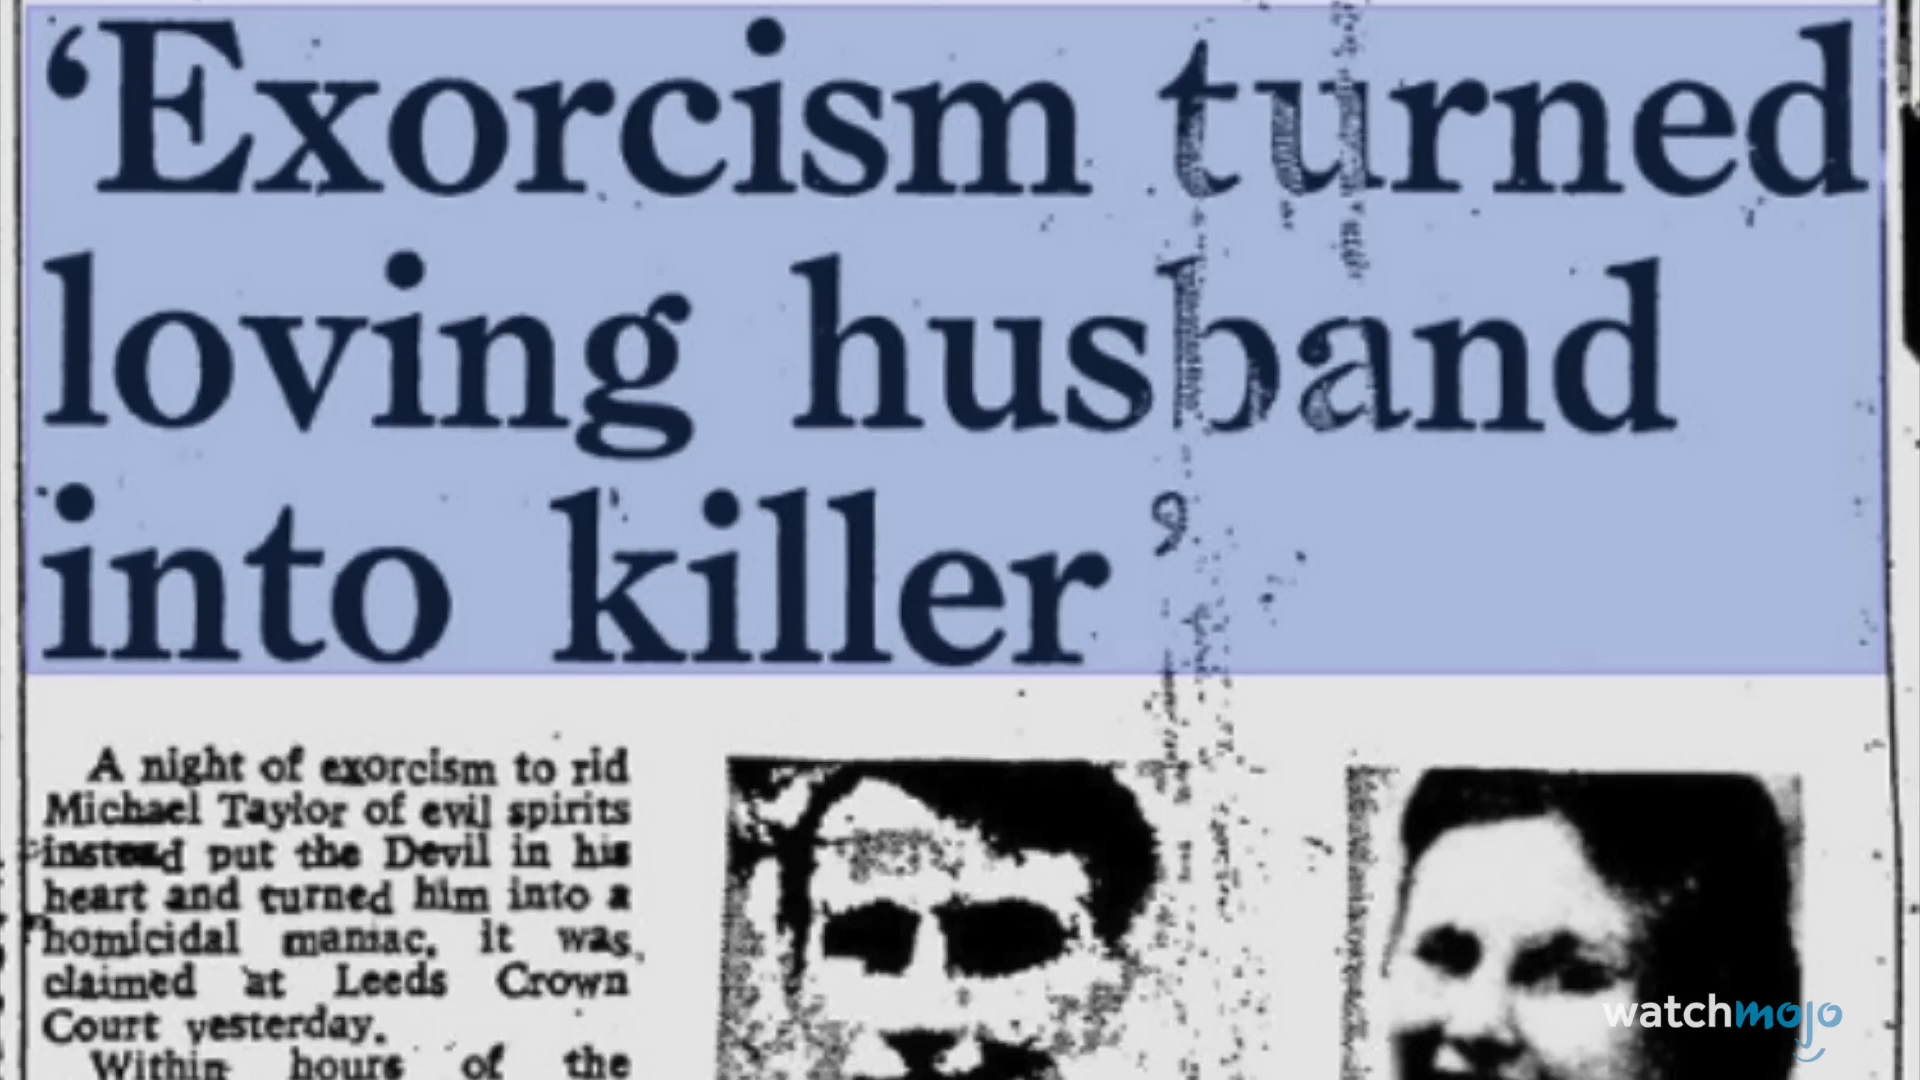 ‘Exorcism turned
loving husband
into killer’
A night of exorcism to rid
Michael Taylor of evil spirits
instead put the Devil in his
heart and turned him into a
homicidal maniac, it was
claimed at Leeds Crown
Court yesterday.
Within hours of the
watchmojo